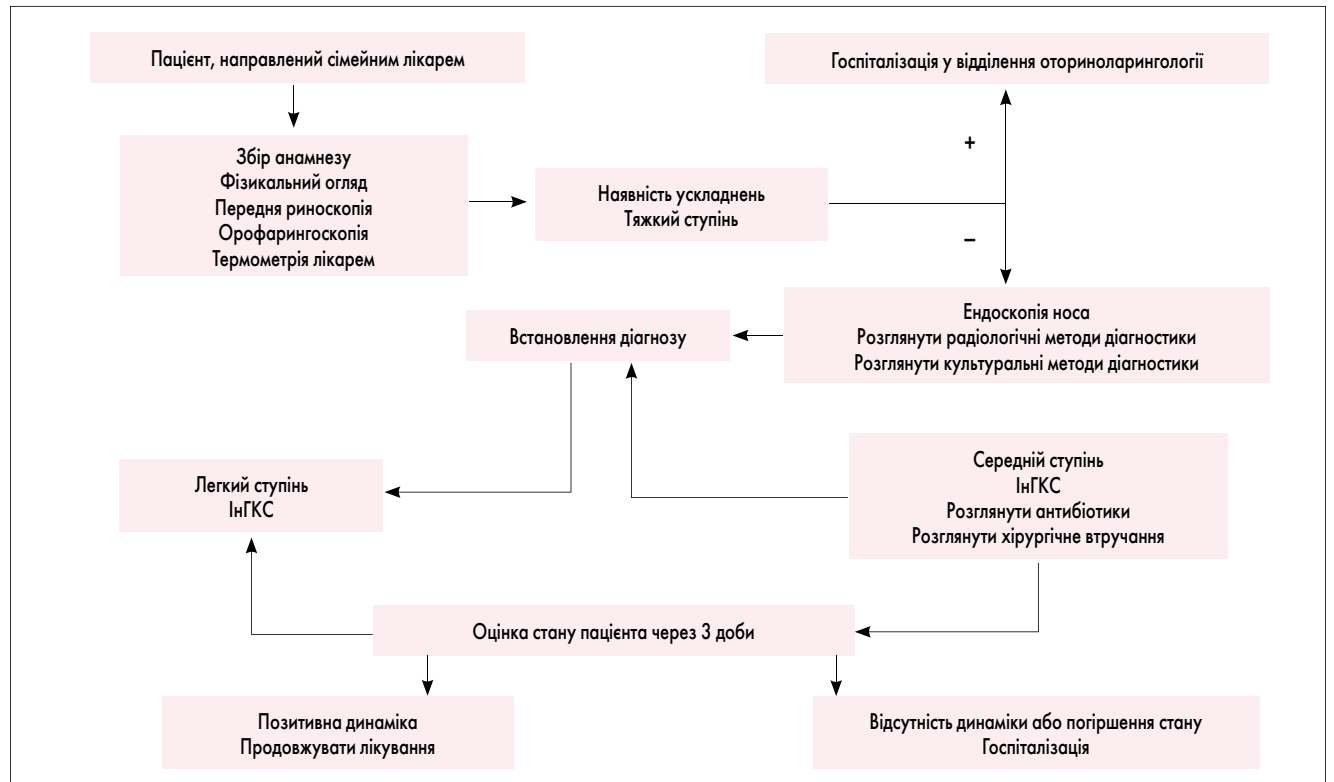 Пацієнт, направлений сімейним лікарем
Госпіталізація у відділення оториноларингології
Збір анамнезу
Фізикальний огляд
Передня риноскопія
Орофарингоскопія
Термометрія лікарем
Наявність ускладнень
Тяжкий ступінь
+
–
Ендоскопія носа
Розглянути радіологічні методи діагностики
Розглянути культуральні методи діагностики
Встановлення діагнозу
Легкий ступінь
ІнГКС
Середній ступінь
ІнГКС
Розглянути антибіотики
Розглянути хірургічне втручання
Оцінка стану пацієнта через 3 доби
Позитивна динаміка
Продовжувати лікування
Відсутність динаміки або погіршення стану
Госпіталізація